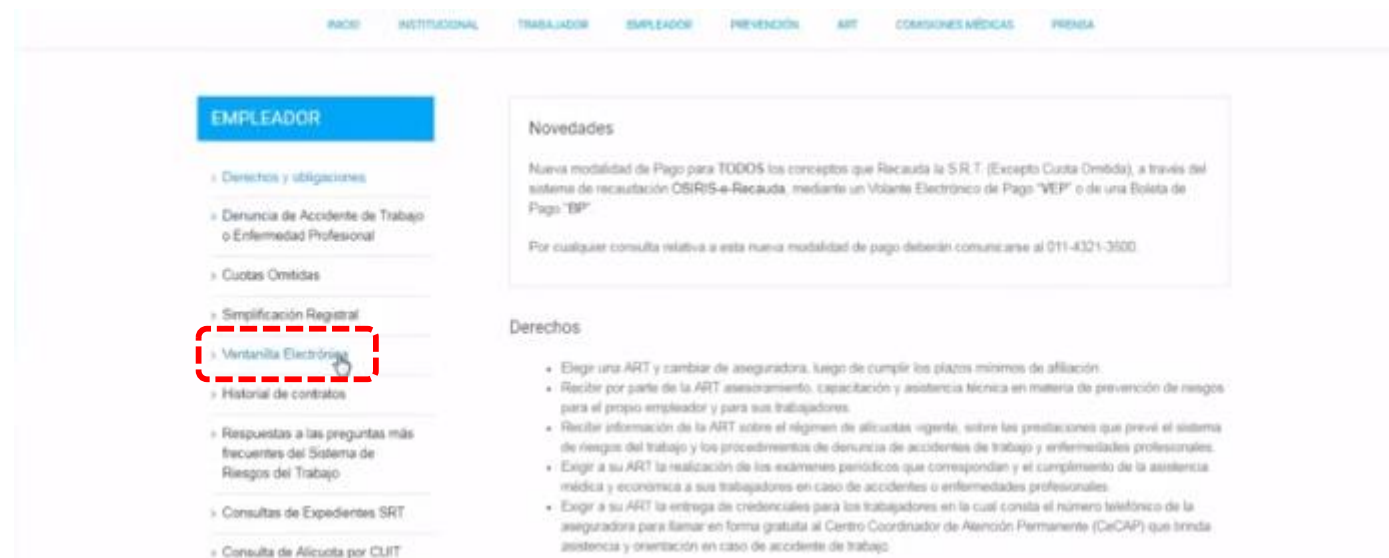 INICIO INSTITUCIONAL TRABAJADOR EMPLEADOR PREVENCIÓN ART COMISIONES MÉDICAS PRENSA
EMPLEADOR
Derechos y obligaciones
Denuncia de Accidente de Trabajo
o Enfermedad Profesional
Cuotas Omitidas
Simplificación Registral
Ventanilla Electrónica
Historial de contratos
Respuestas a las preguntas más
frecuentes del Sistema de
Riesgos del Trabajo
Consultas de Expedientes SRT
Consulta de Alicuota por CUIT
Novedades
Nueva modalidad de Pago para TODOS los conceptos que Recauda la S.R.T. (Excepto Cuota Omitida), a través del
sistema de recaudación OSIRIS-e-Recauda, mediante un Volante Electrónico de Pago "VEP" o de una Boleta de
Pago "BP"
Por cualquier consulta relativa a esta nueva modalidad de pago deberán comunicarse al 011-4321-3500.
Derechos
• Elegir una ART y cambiar de aseguradora, luego de cumplir los plazos mínimos de afiliación.
• Recibir por parte de la ART asesoramiento, capacitación y asistencia técnica en materia de prevención de riesgos
para el propio empleador y para sus trabajadores.
• Recibir información de la ART sobre el régimen de alícuotas vigente, sobre las prestaciones que prevé el sistema
de riesgos del trabajo y los procedimientos de denuncia de accidentes de trabajo y enfermedades profesionales.
• Exigir a su ART la realización de los exámenes periódicos que correspondan y el cumplimiento de la asistencia
médica y económica a sus trabajadores en caso de accidentes o enfermedades profesionales.
• Exigir a su ART la entrega de credenciales para los trabajadores en la cual consta el número telefónico de la
aseguradora para llamar en forma gratuita al Centro Coordinador de Atención Permanente (CeCAP) que brinda
asistencia y orientación en caso de accidente de trabajo.